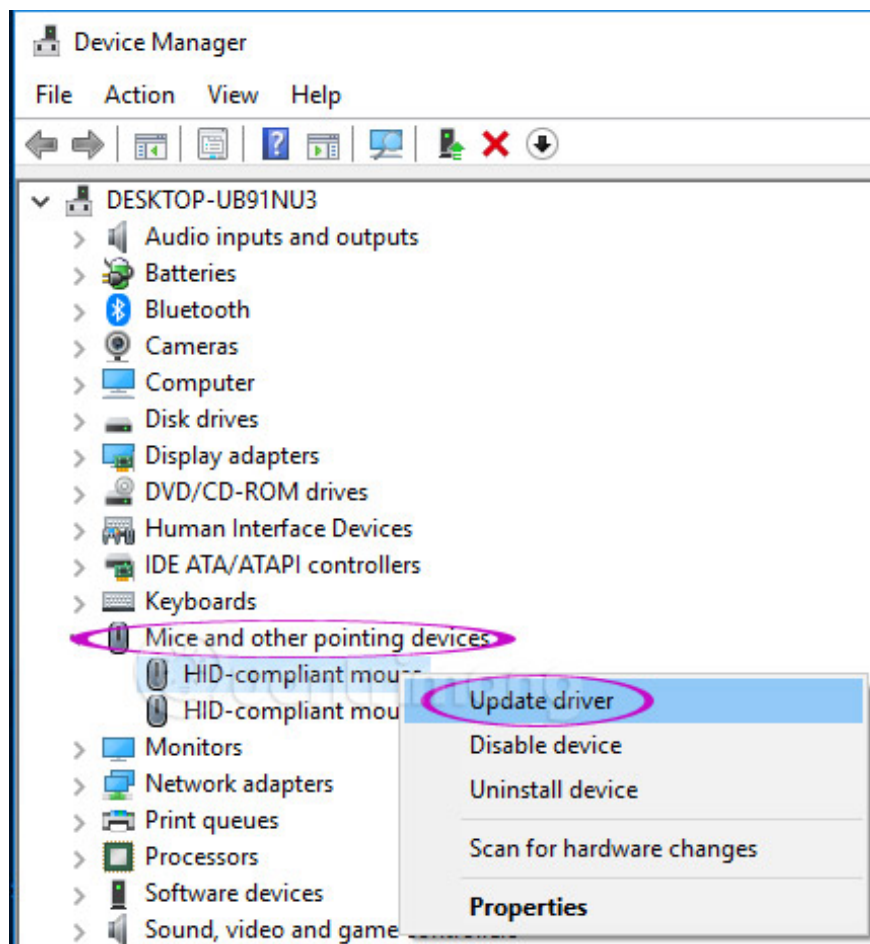 Device Manager
File Action View Help
DESKTOP-UB91NU3
Audio inputs and outputs
Batteries
Bluetooth
Cameras
Computer
Disk drives
Display adapters
DVD/CD-ROM drives
Human Interface Devices
IDE ATA/ATAPI controllers
Keyboards
Mice and other pointing devices
HID-compliant mouse
HID-compliant mou
Update driver
Disable device
Uninstall device
Scan for hardware changes
Properties
Monitors
Network adapters
Print queues
Processors
Software devices
Sound, video and game